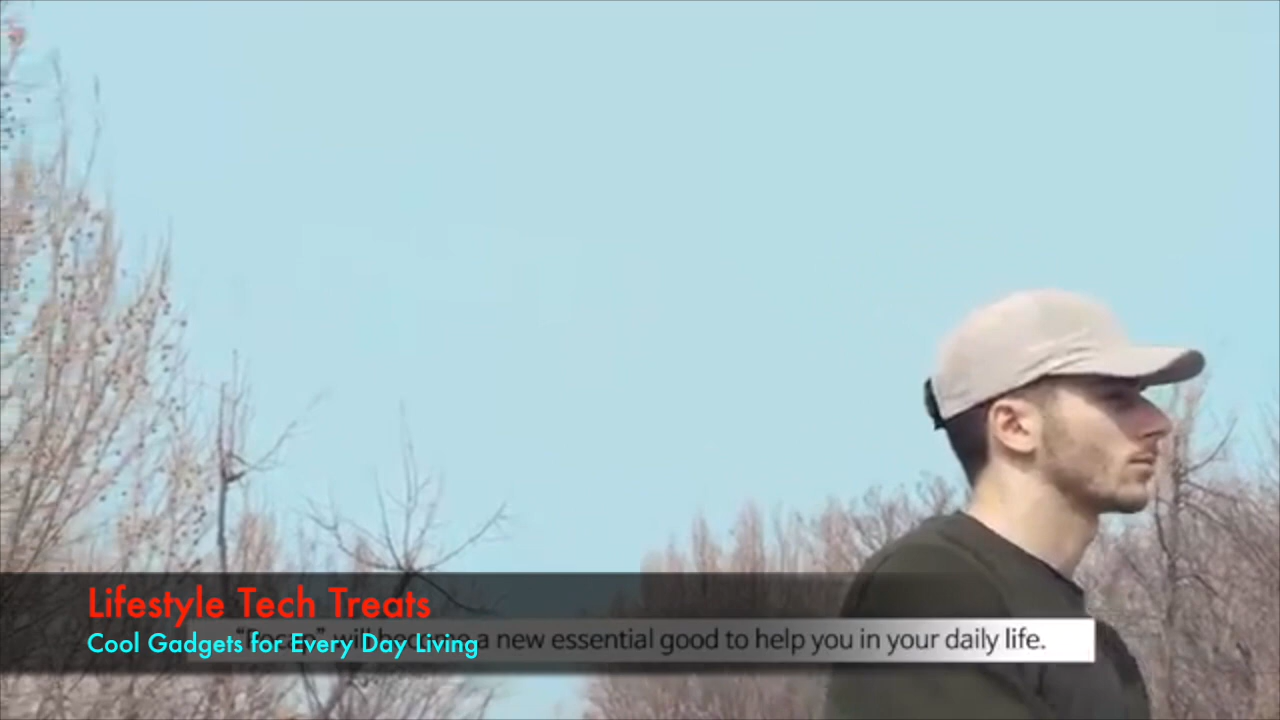 Lifestyle Tech Treats
Cool Gadgets for Every Day Living
a new essential good to help you in your daily life.